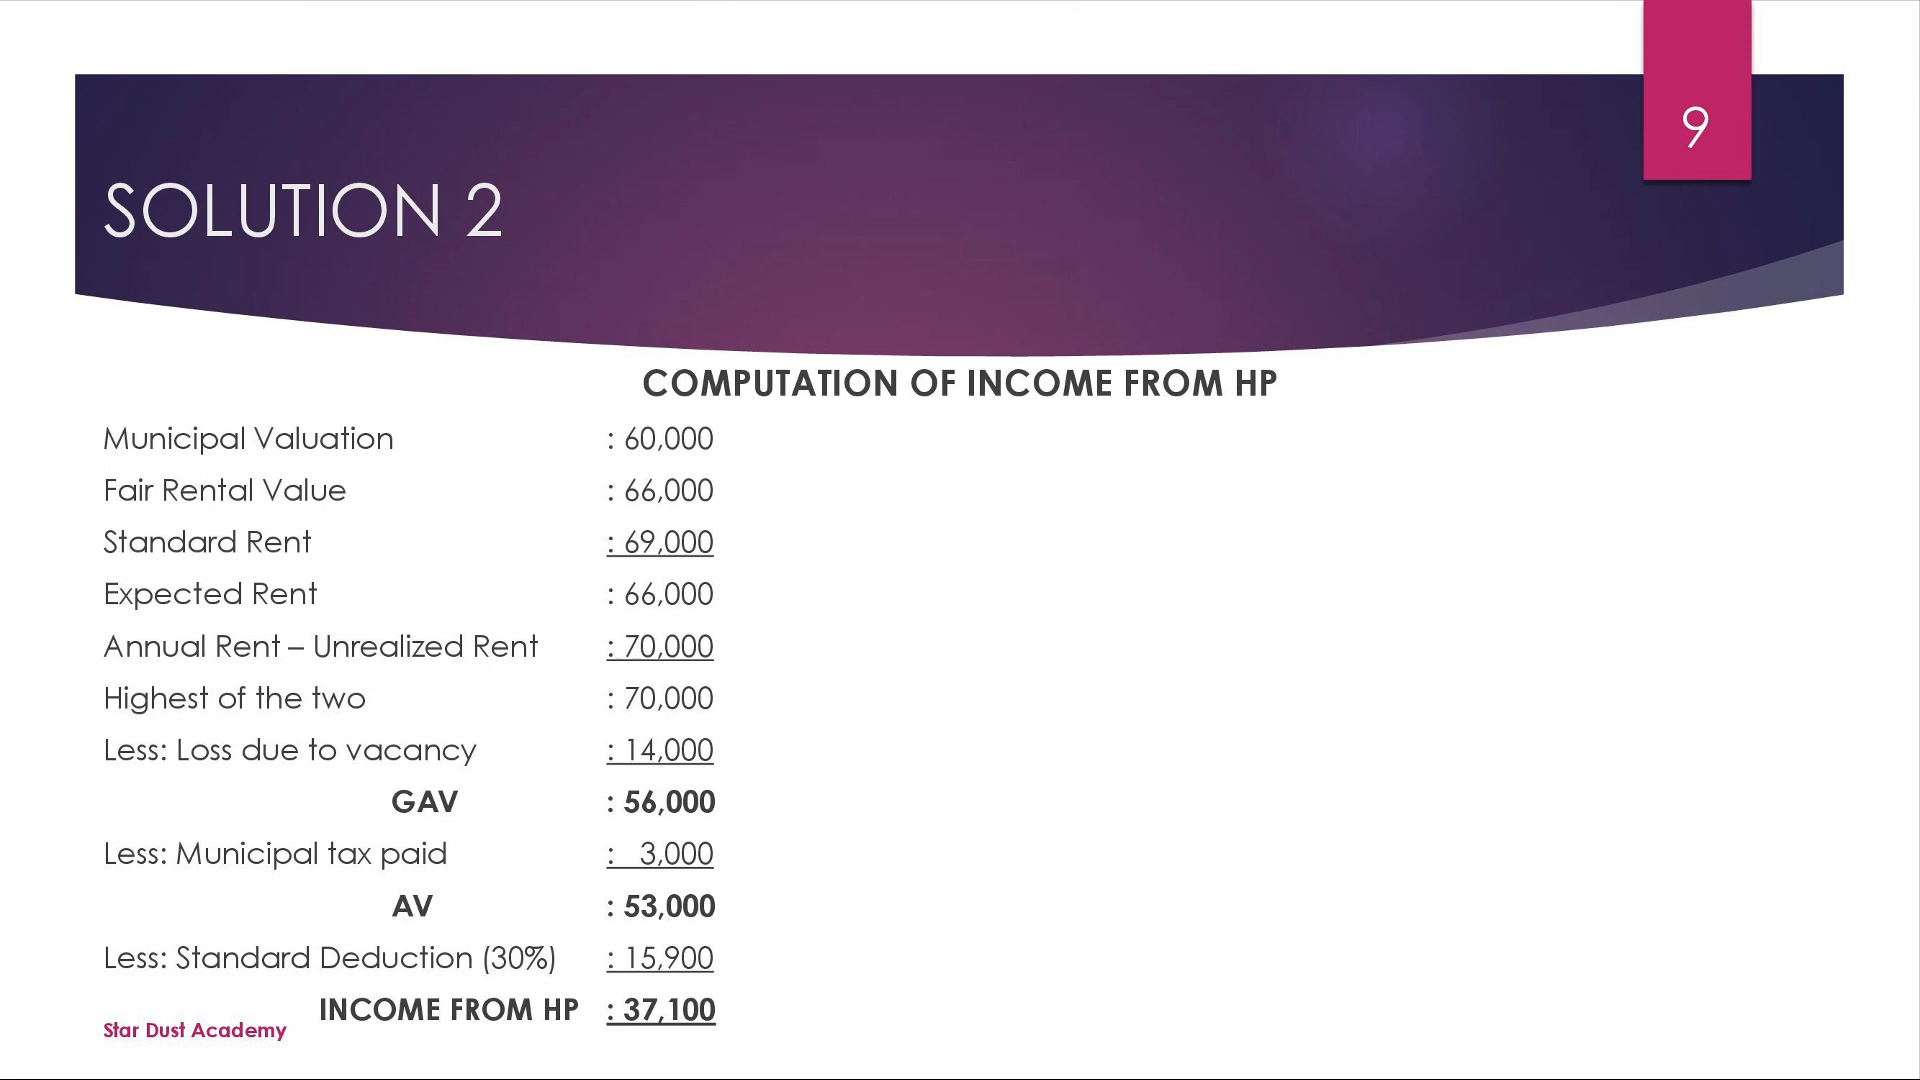 9
SOLUTION 2
COMPUTATION OF INCOME FROM HP
Municipal Valuation : 60,000
Fair Rental Value : 66,000
Standard Rent : 69,000
Expected Rent : 66,000
Annual Rent – Unrealized Rent : 70,000
Highest of the two : 70,000
Less: Loss due to vacancy : 14,000
GAV : 56,000
Less: Municipal tax paid : 3,000
AV : 53,000
Less: Standard Deduction (30%) : 15,900
INCOME FROM HP : 37,100
Star Dust Academy